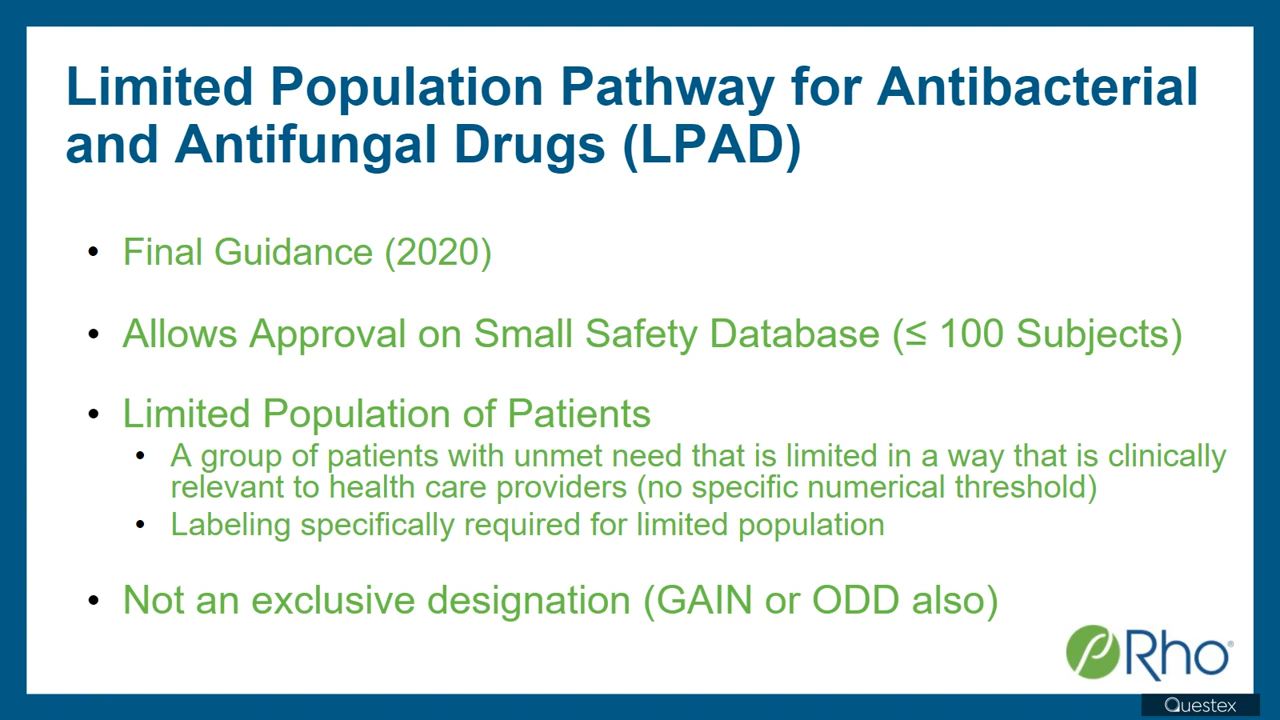 Limited Population Pathway for Antibacterial
and Antifungal Drugs (LPAD)
• Final Guidance (2020)
• Allows Approval on Small Safety Database (≤ 100 Subjects)
• Limited Population of Patients
• A group of patients with unmet need that is limited in a way that is clinically
relevant to health care providers (no specific numerical threshold)
• Labeling specifically required for limited population
• Not an exclusive designation (GAIN or ODD also)
Rho®
Questex